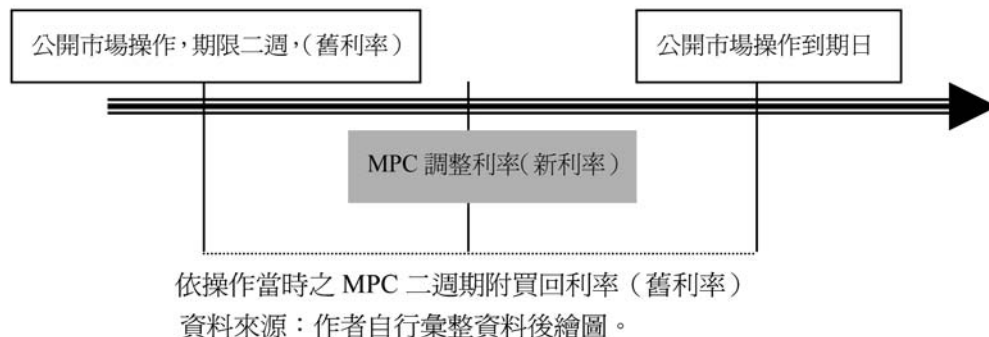 公開市場操作，期限二週，（舊利率）
公開市場操作到期日
MPC 調整利率（新利率）
依操作當時之 MPC 二週期附買回利率（舊利率）
資料來源：作者自行彙整資料後繪圖。